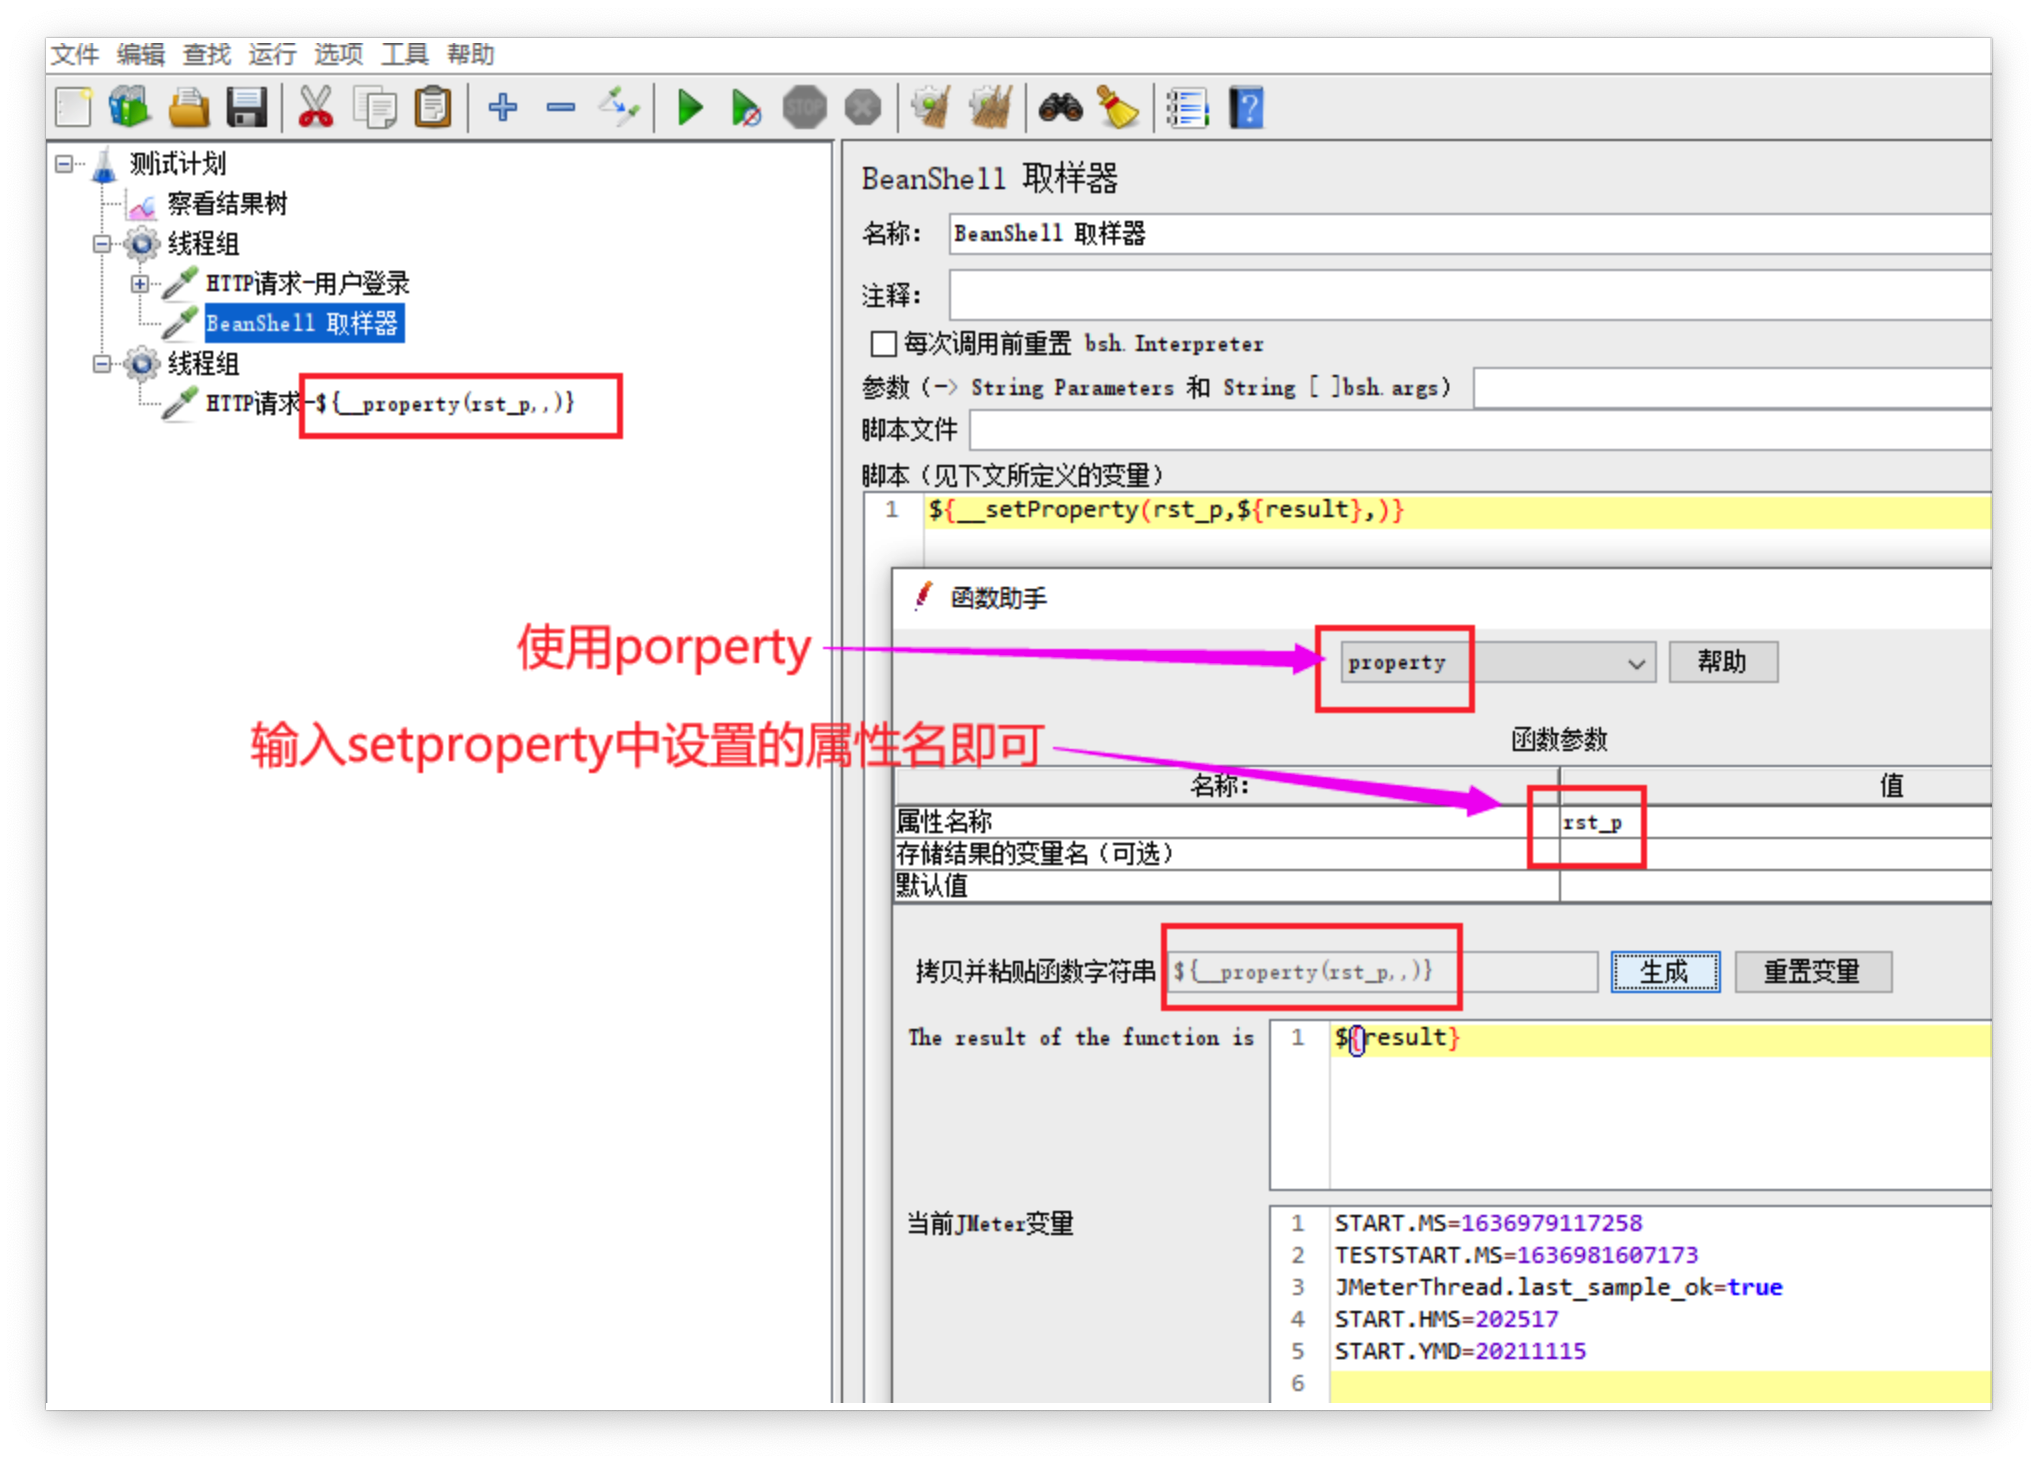 文件 编辑 查找 运行 选项 工具 帮助
STOP
?
测试计划
察看结果树
线程组
HTTP请求-用户登录
BeanShell 取样器
线程组
HTTP请求-${__property(rst_p,,)}
BeanShell 取样器
名称： BeanShell 取样器
注释：
每次调用前重置 bsh.Interpreter
参数（-> String Parameters 和 String [ ]bsh.args）
脚本文件
脚本（见下文所定义的变量）
1 ${__setProperty(rst_p,${result},)}
函数助手
使用porperty
property 帮助
输入setproperty中设置的属性名即可
函数参数
名称： 值
属性名称 rst_p
存储结果的变量名（可选）
默认值
拷贝并粘贴函数字符串 ${__property(rst_p,,)} 生成 重置变量
The result of the function is 1 ${result}
当前JMeter变量
1 START.MS=1636979117258
2 TESTSTART.MS=1636981607173
3 JMeterThread.last_sample_ok=true
4 START.HMS=202517
5 START.YMD=20211115
6